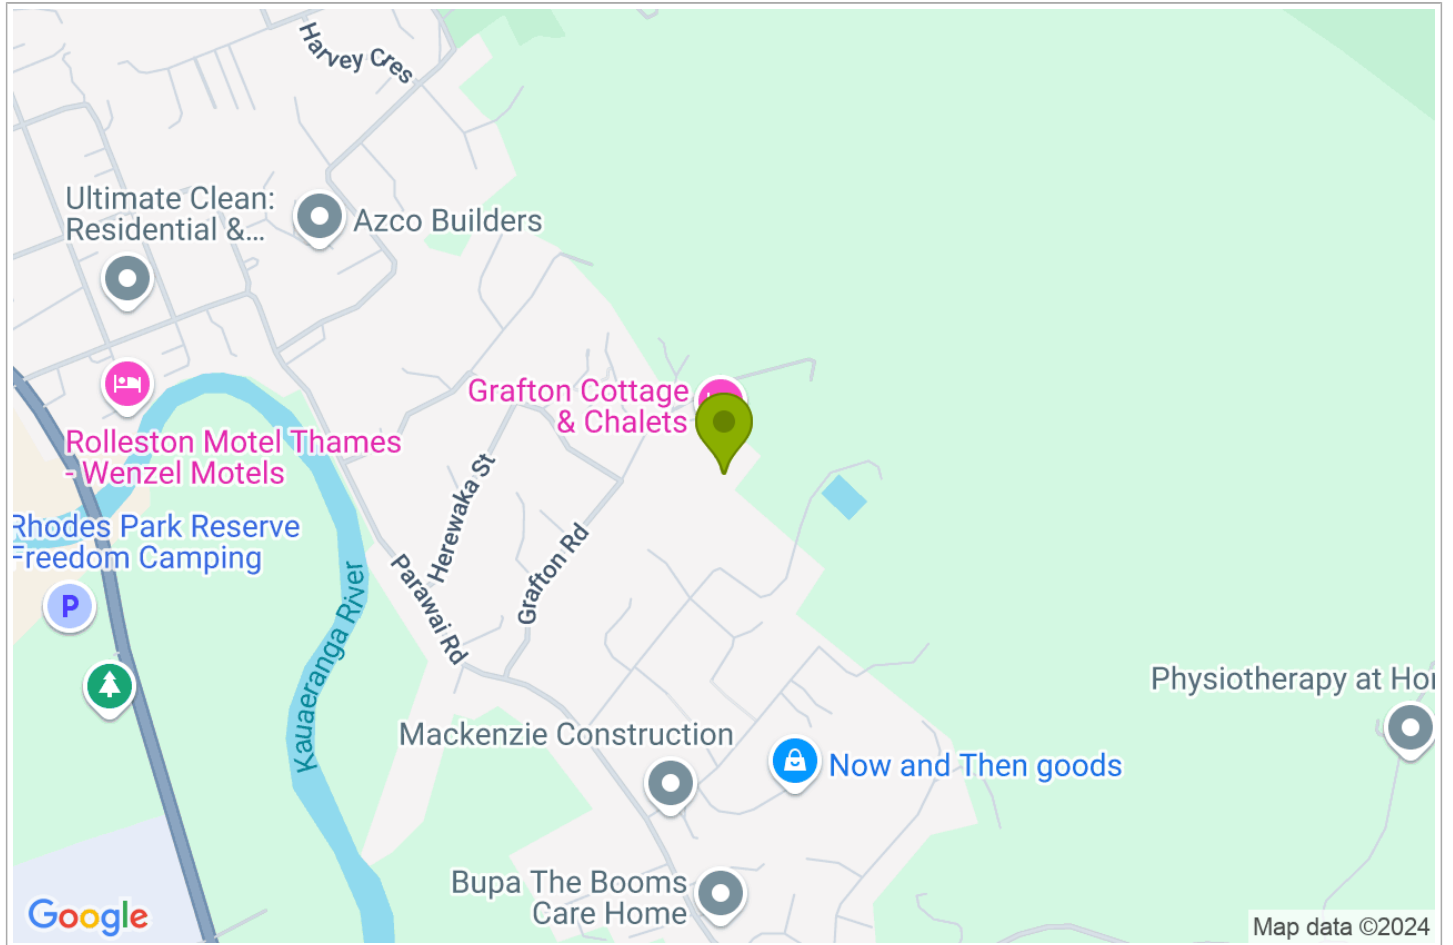 Harvey Cres
Ultimate Clean:
Residential &...
Azco Builders
Grafton Cottage
& Chalets
Rolleston Motel Thames
- Wenzel Motels
Herewaka St
Rhodes Park Reserve
Freedom Camping
P
Grafton Rd
Parawai Rd
Kauaeranga River
Physiotherapy at Hor
Mackenzie Construction
Now and Then goods
Bupa The Booms
Care Home
Google
Map data ©2024